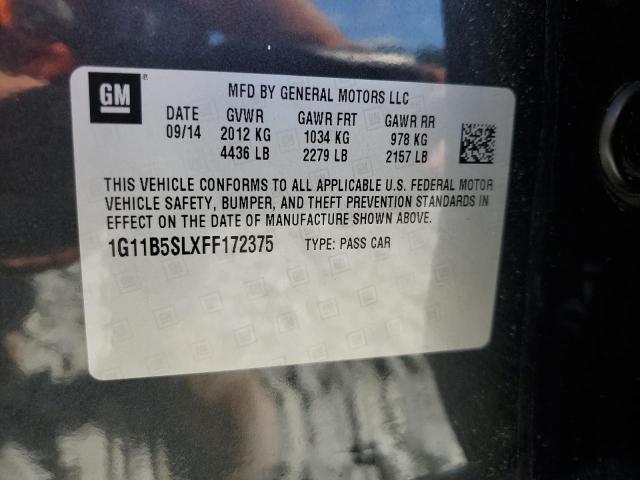 GM
MFD BY GENERAL MOTORS LLC
DATE GVWR GAWR FRT GAWR RR
09/14 2012 KG 1034 KG 978 KG
4436 LB 2279 LB 2157 LB
THIS VEHICLE CONFORMS TO ALL APPLICABLE U.S. FEDERAL MOTOR
VEHICLE SAFETY, BUMPER, AND THEFT PREVENTION STANDARDS IN
EFFECT ON THE DATE OF MANUFACTURE SHOWN ABOVE.
1G11B5SLXFF172375 TYPE: PASS CAR